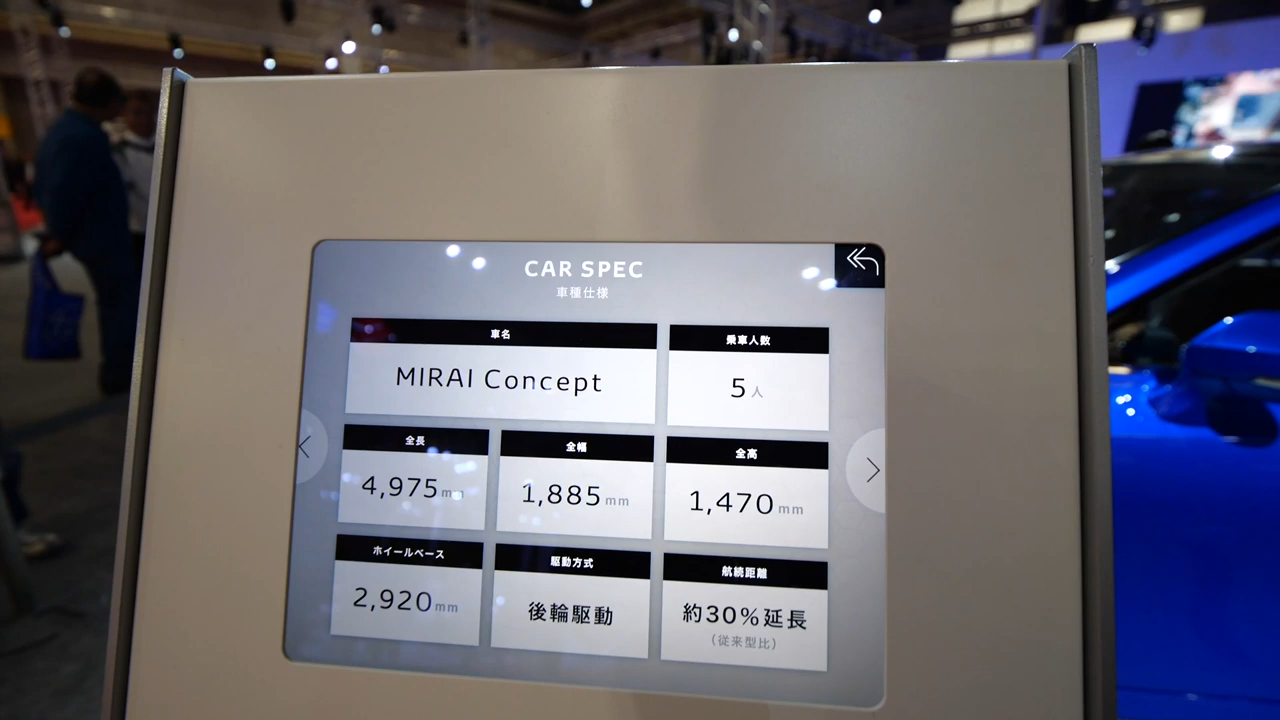 CAR SPEC
車種仕様
車名
MIRAI Concept
乗車人数
5人
全長
4,975mm
全幅
1,885mm
全高
1,470mm
ホイールベース
2,920mm
駆動方式
後輪駆動
航続距離
約30%延長
(従来型比)